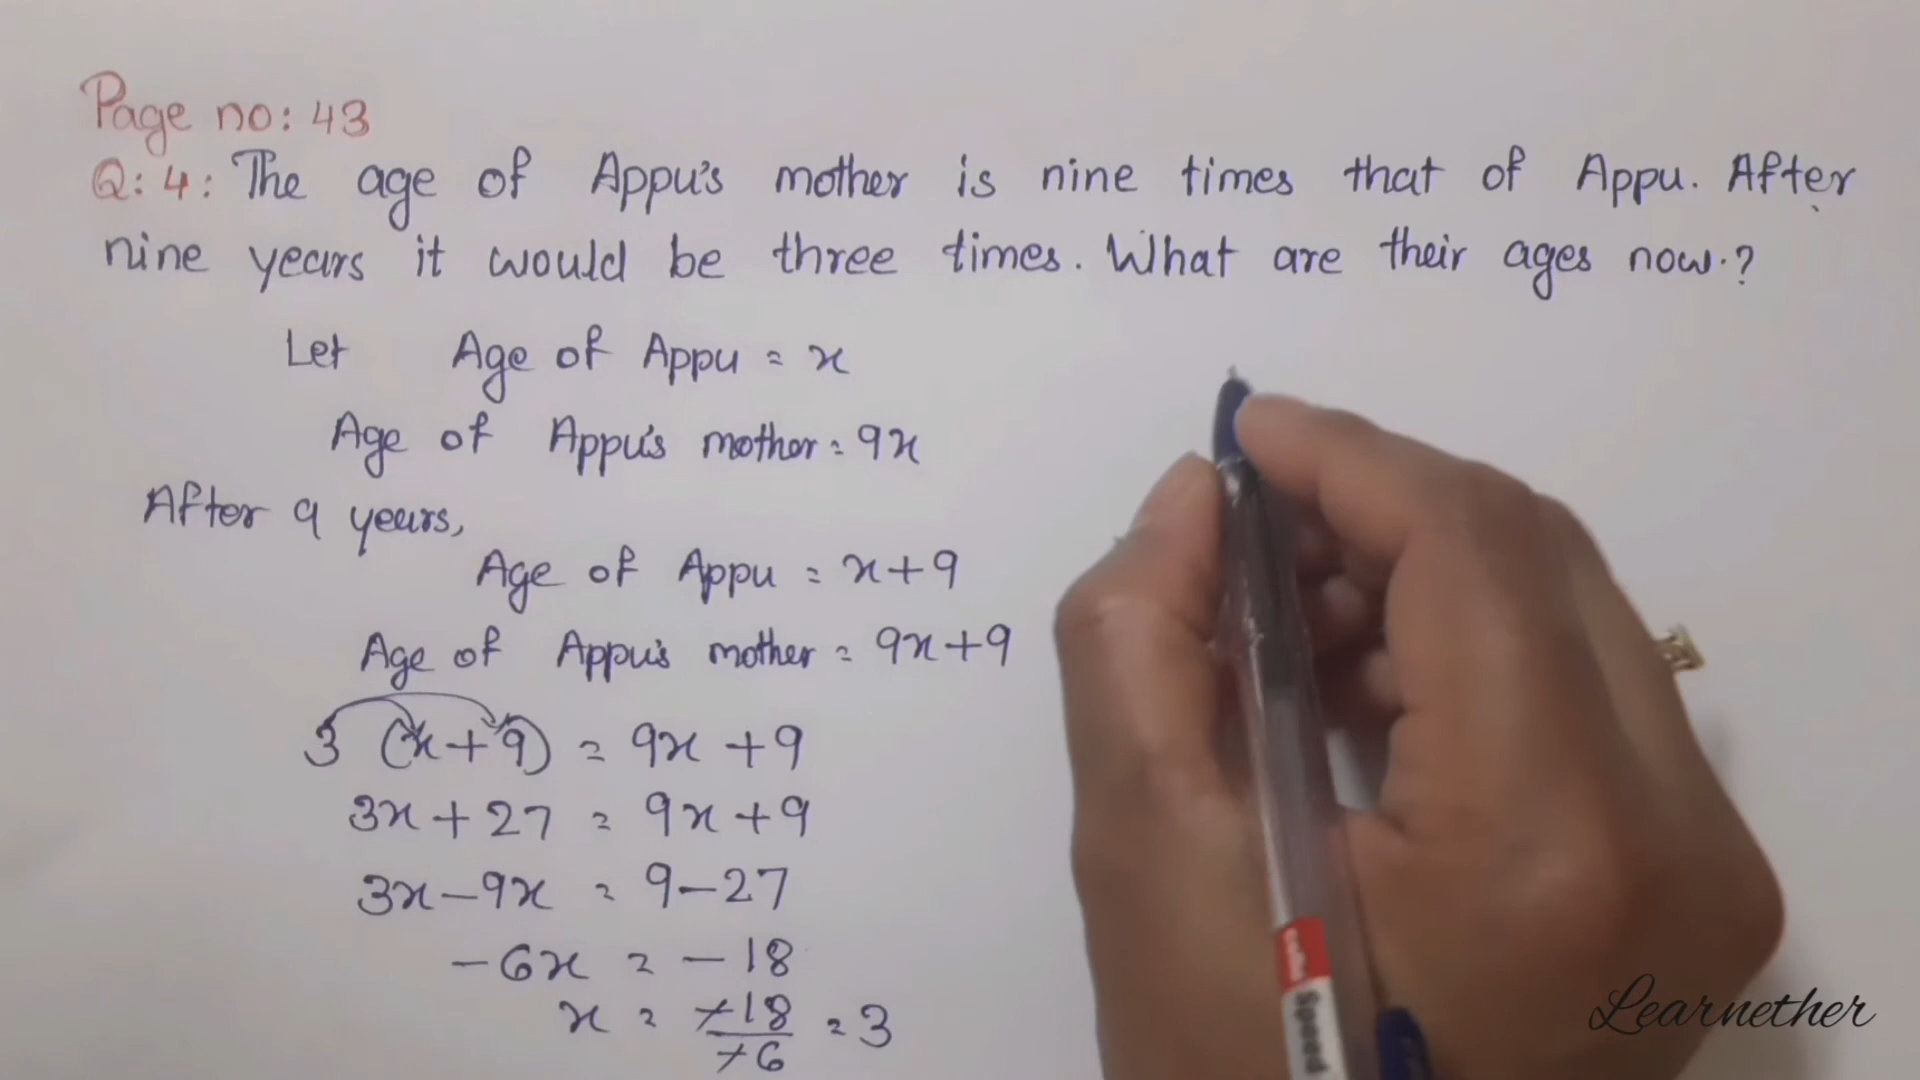 Page no: 43
Q: 4: The age of Appu's mother is nine times that of Appu. After
nine years it would be three times. What are their ages now.?
Let Age of Appu = x
Age of Appu's mother = 9x
After 9 years,
Age of Appu = x+9
Age of Appu's mother = 9x+9
3 (x+9) = 9x +9
3x + 27 = 9x +9
3x - 9x = 9-27
-6x = -18
x = -18/-6 = 3
Speed
Learnether